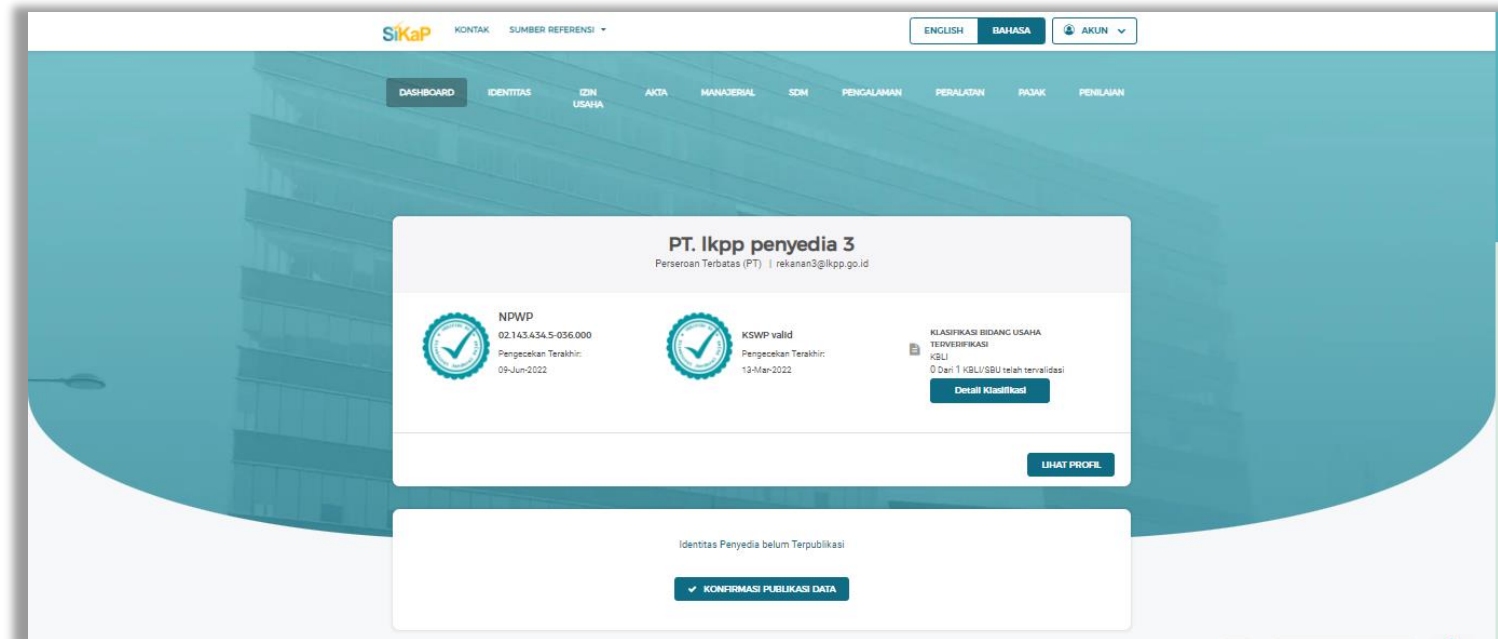 SiKaP
KONTAK
SUMBER REFERENSI
ENGLISH
BAHASA
AKUN
DASHBOARD
IDENTITAS
IZIN
USAHA
AKTA
MANAJERIAL
SDM
PENGALAMAN
PERALATAN
PAJAK
PENILAIAN
PT. lkpp penyedia 3
Perseroan Terbatas (PT) | rekanan3@lkpp.go.id
NPWP
02.143.434.5-036.000
Pengecekan Terakhir:
09-Jun-2022
KSWP valid
Pengecekan Terakhir:
13-Mar-2022
KLASIFIKASI BIDANG USAHA
TERVERIFIKASI
KBLI
0 Dari 1 KBLI/SBU telah tervalidasi
Detail Klasifikasi
LIHAT PROFIL
Identitas Penyedia belum Terpublikasi
KONFIRMASI PUBLIKASI DATA